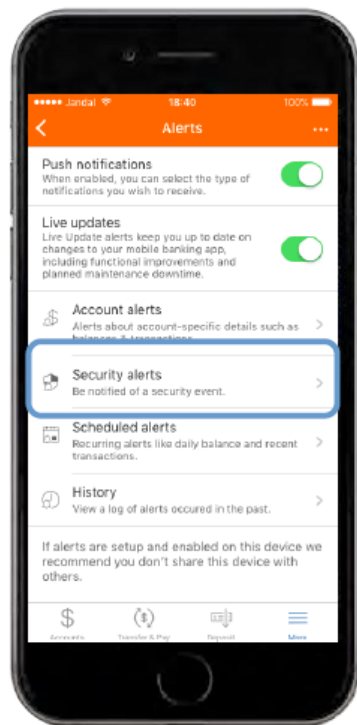 Jandal 18:40 100%
Alerts
Push notifications
When enabled, you can select the type of
notifications you wish to receive.
Live updates
Live Update alerts keep you up to date on
changes to your mobile banking app,
including functional improvements and
planned maintenance downtime.
Account alerts
Alerts about account-specific details such as
balances & transactions.
Security alerts
Be notified of a security event.
Scheduled alerts
Recurring alerts like daily balance and recent
transactions.
History
View a log of alerts occured in the past.
If alerts are setup and enabled on this device we
recommend you don't share this device with
others.
Accounts Transfer & Pay Deposit More